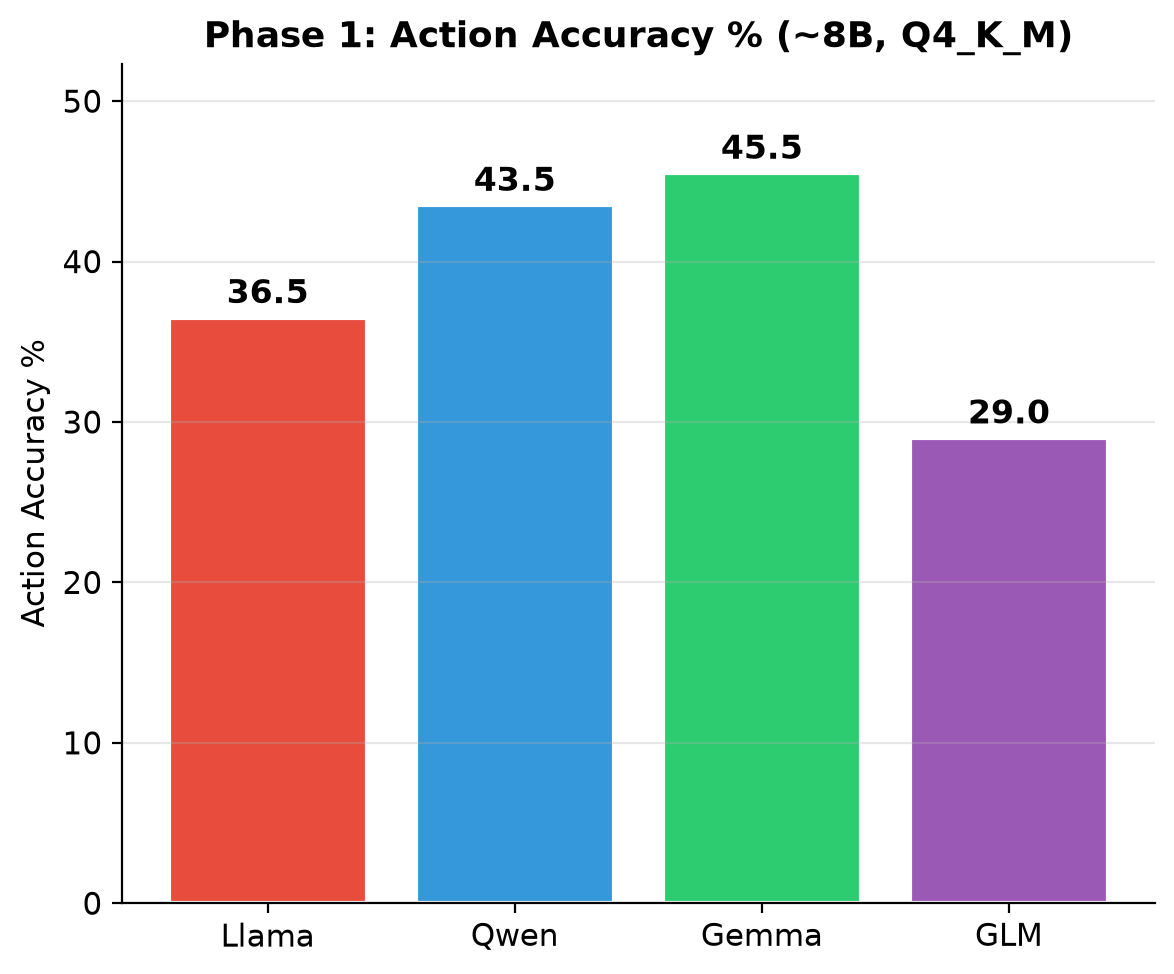 Phase 1: Action Accuracy % (~8B, Q4_K_M)
Action Accuracy %
50
40
30
20
10
0
36.5
43.5
45.5
29.0
Llama
Qwen
Gemma
GLM